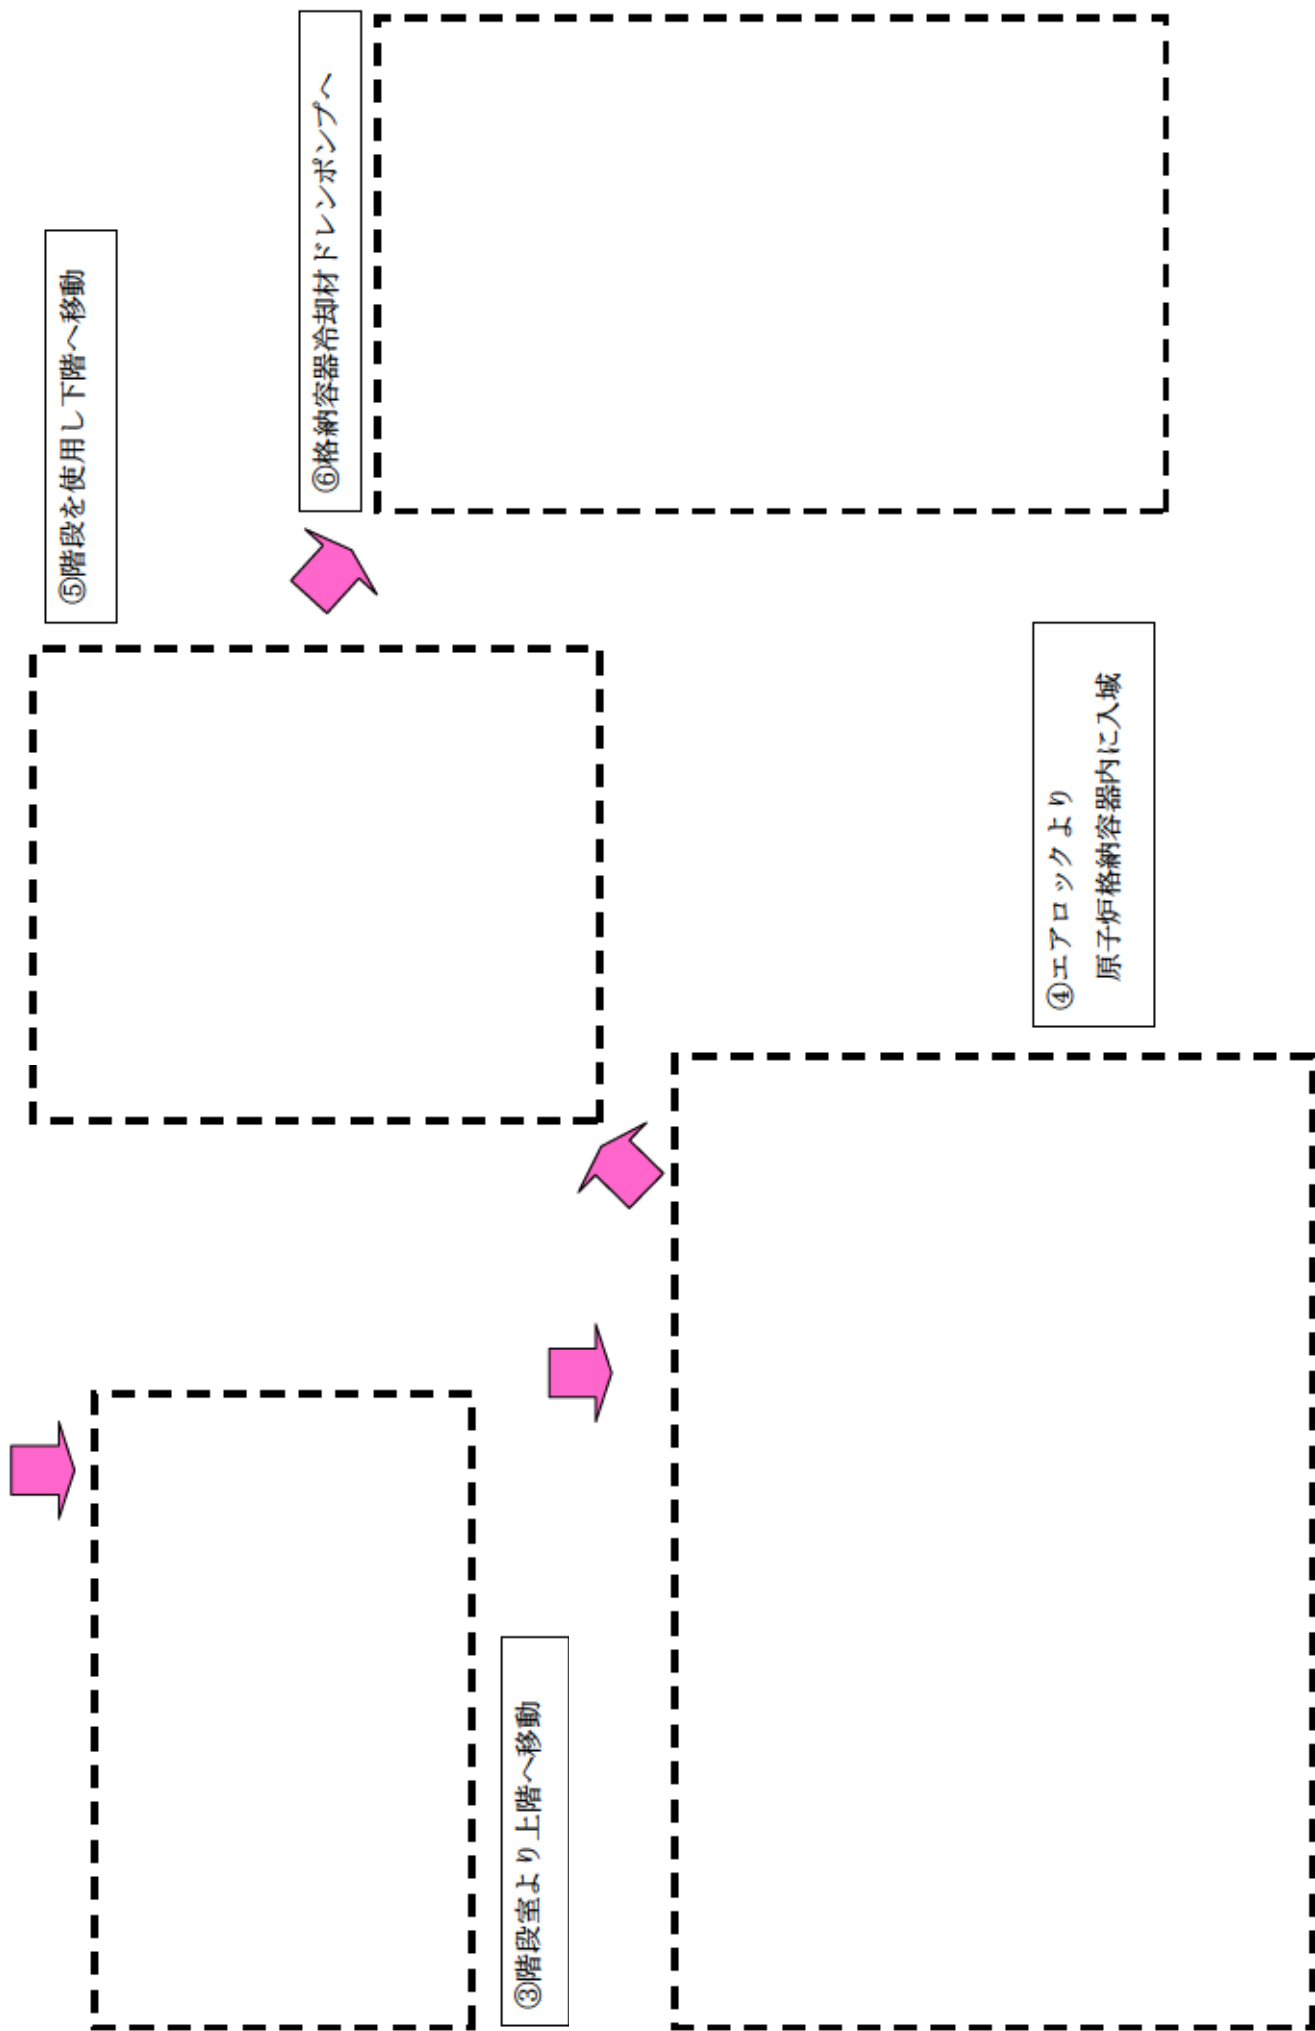 ③階段室より上階へ移動
④エアロックより
原子炉格納容器内に入域
⑤階段を使用し下階へ移動
⑥格納容器冷却材ドレンポンプへ